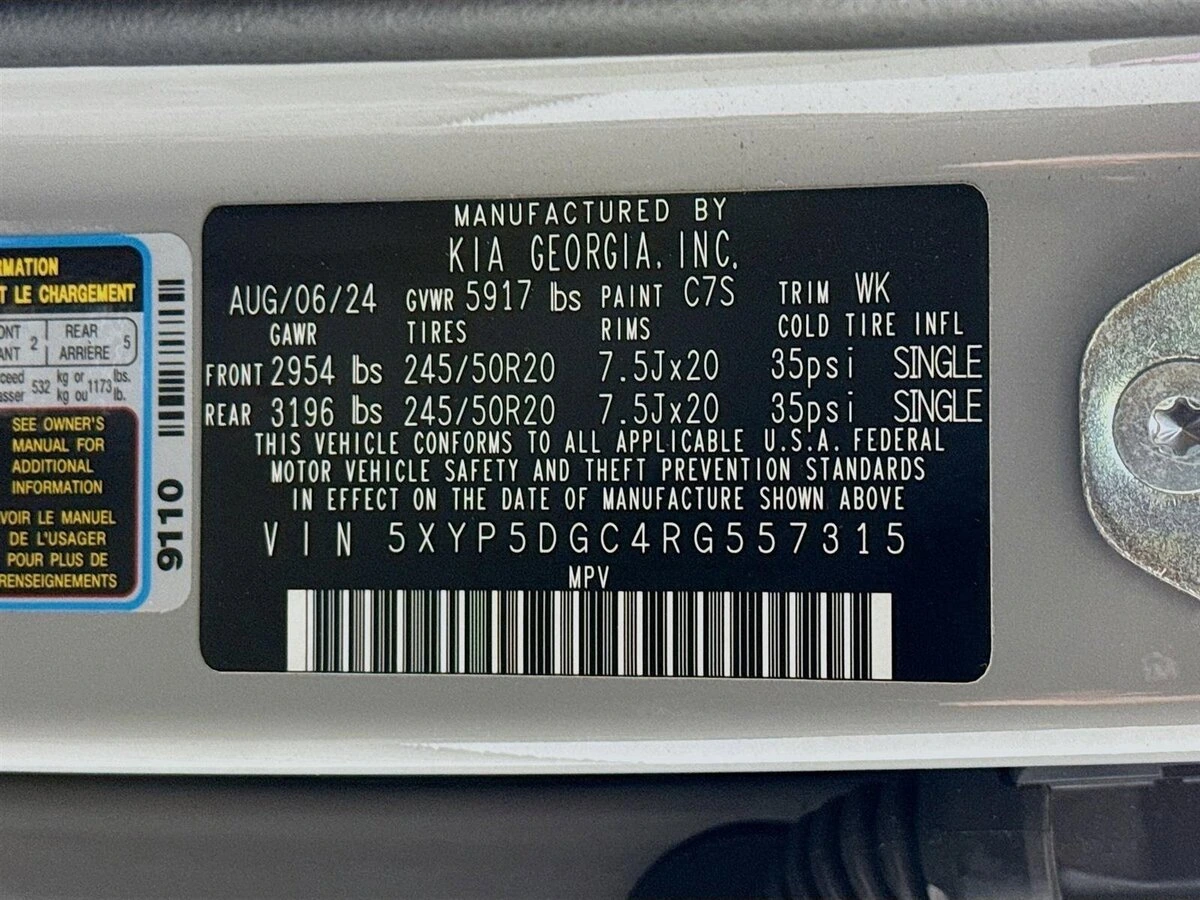 MANUFACTURED BY
KIA GEORGIA, INC.
AUG/06/24 GVWR 5917 lbs PAINT C7S TRIM WK
GAWR TIRES RIMS COLD TIRE INFL
FRONT 2954 lbs 245/50R20 7.5Jx20 35psi SINGLE
REAR 3196 lbs 245/50R20 7.5Jx20 35psi SINGLE
THIS VEHICLE CONFORMS TO ALL APPLICABLE U.S.A. FEDERAL
MOTOR VEHICLE SAFETY AND THEFT PREVENTION STANDARDS
IN EFFECT ON THE DATE OF MANUFACTURE SHOWN ABOVE
VIN 5XYP5DGC4RG557315
MPV
LE CHARGEMENT
2 REAR 5
ARRIÈRE
532 kg or 1173 lbs.
kg ou lb.
SEE OWNER'S
MANUAL FOR
ADDITIONAL
INFORMATION
VOIR LE MANUEL
DE L'USAGER
POUR PLUS DE
RENSEIGNEMENTS
9110